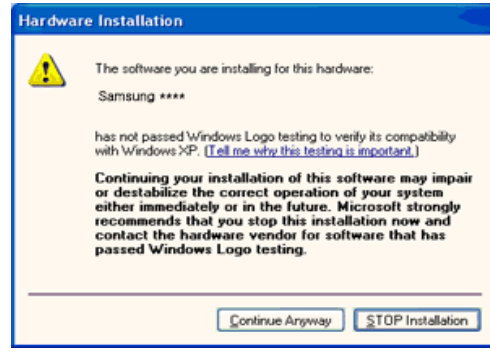 Hardware Installation
The software you are installing for this hardware:
Samsung ****
has not passed Windows Logo testing to verify its compatibility
with Windows XP. (Tell me why this testing is important.)
Continuing your installation of this software may impair
or destabilize the correct operation of your system
either immediately or in the future. Microsoft strongly
recommends that you stop this installation now and
contact the hardware vendor for software that has
passed Windows Logo testing.
Continue Anyway
STOP Installation